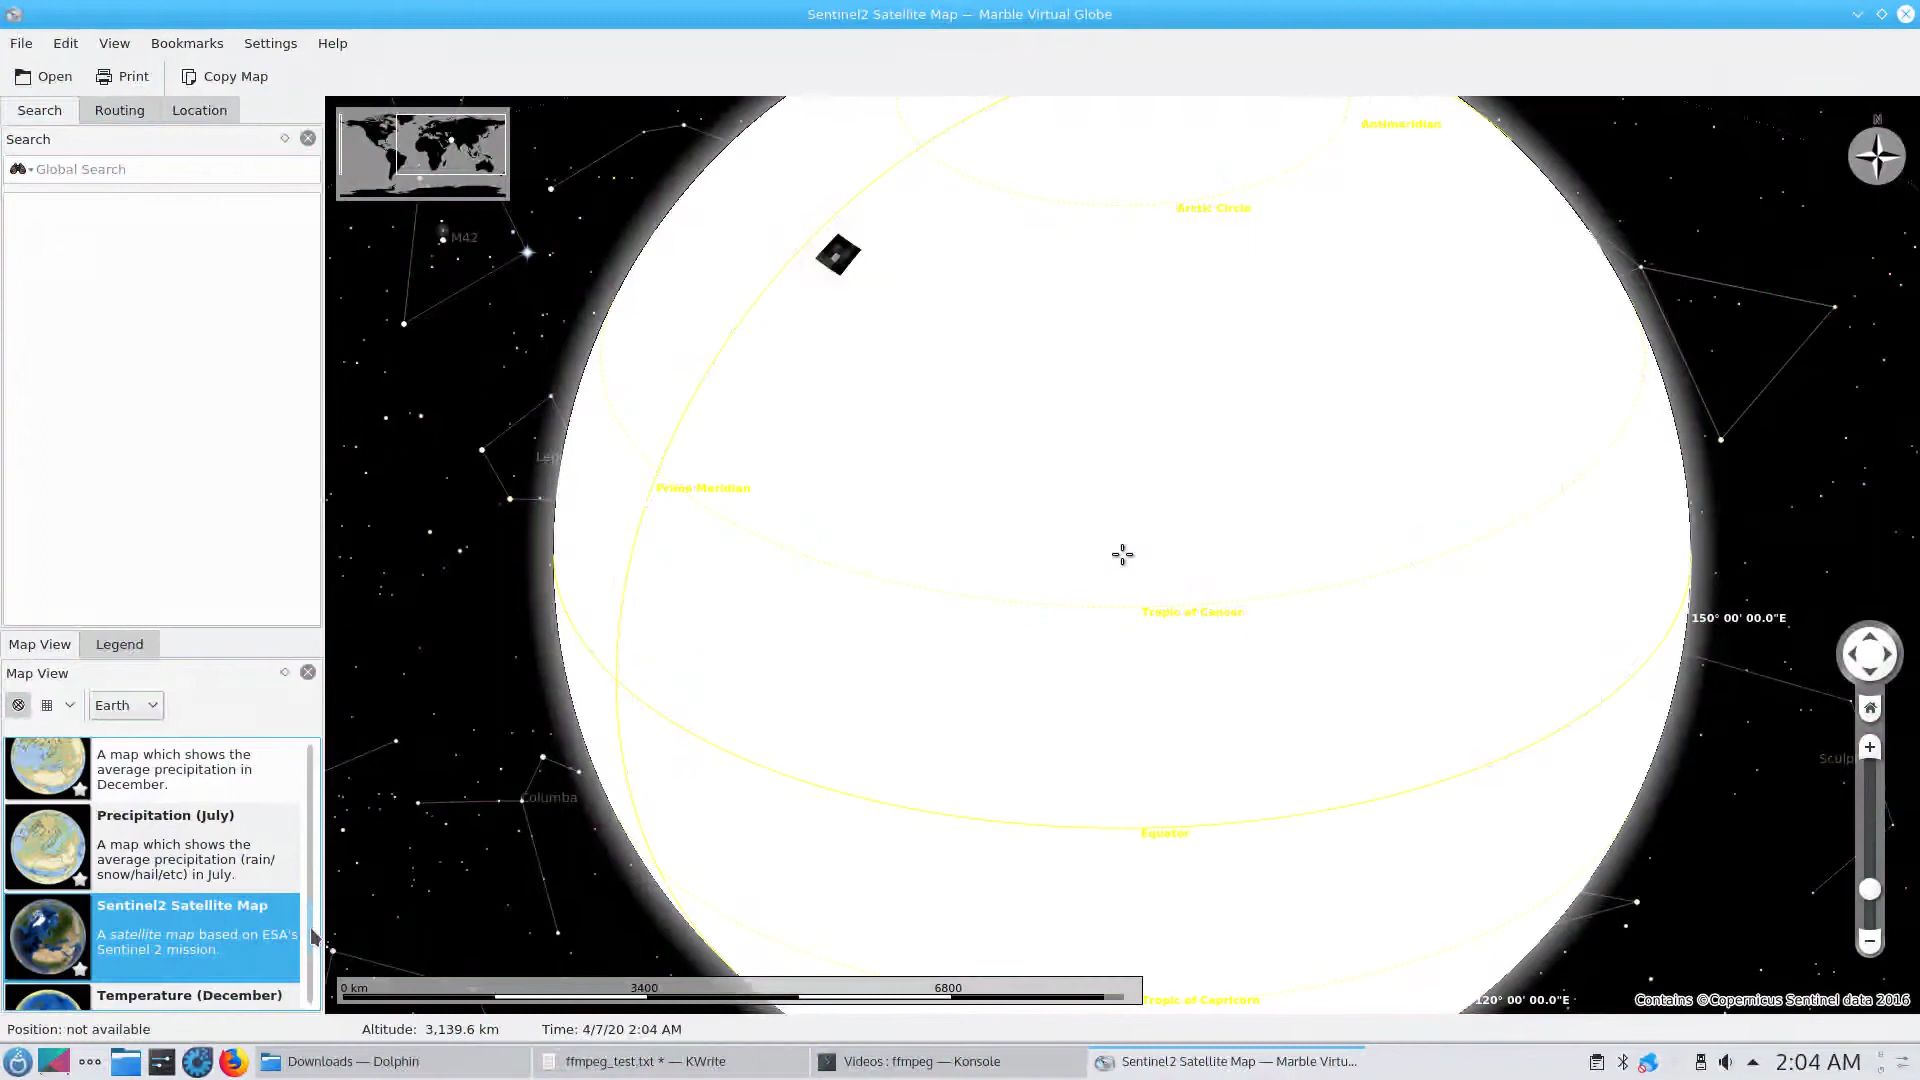 Sentinel2 Satellite Map — Marble Virtual Globe
File Edit View Bookmarks Settings Help
Open Print Copy Map
Search Routing Location
Search
Global Search
M42
Antimeridian
N
Arctic Circle
Lep
Prime Meridian
Tropic of Cancer
150° 00' 00.0"E
Map View Legend
Map View
Earth
A map which shows the
average precipitation in
December.
Precipitation (July)
A map which shows the
average precipitation (rain/
snow/hail/etc) in July.
Sentinel2 Satellite Map
A satellite map based on ESA's
Sentinel 2 mission.
Temperature (December)
Columba
Sculp
Equator
0 km 3400 6800
Tropic of Capricorn
120° 00' 00.0"E
Contains ©Copernicus Sentinel data 2016
Position: not available Altitude: 3,139.6 km Time: 4/7/20 2:04 AM
Downloads — Dolphin
ffmpeg_test.txt * — KWrite
Videos : ffmpeg — Konsole
Sentinel2 Satellite Map — Marble Virtu...
2:04 AM